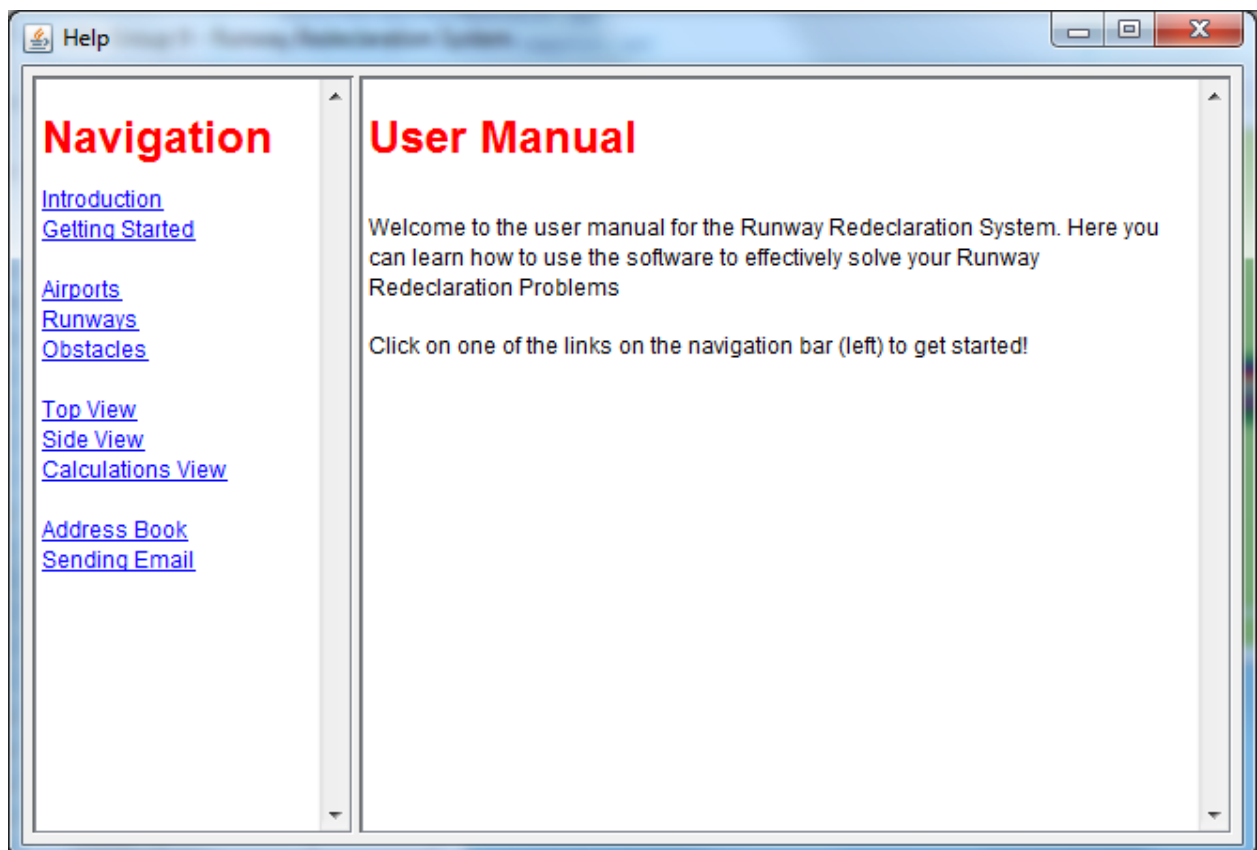 Help
Navigation
Introduction
Getting Started
Airports
Runways
Obstacles
Top View
Side View
Calculations View
Address Book
Sending Email
User Manual
Welcome to the user manual for the Runway Redeclaration System. Here you
can learn how to use the software to effectively solve your Runway
Redeclaration Problems
Click on one of the links on the navigation bar (left) to get started!